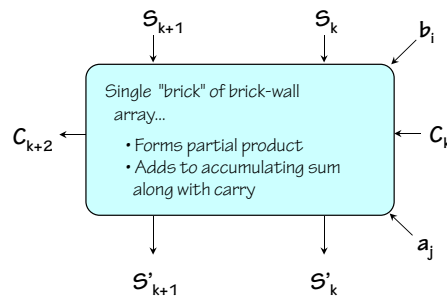 S_{k+1} S_k b_i
Single "brick" of brick-wall
array...
C_{k+2} C_k
• Forms partial product
• Adds to accumulating sum
along with carry
a_j
S'_{k+1} S'_k